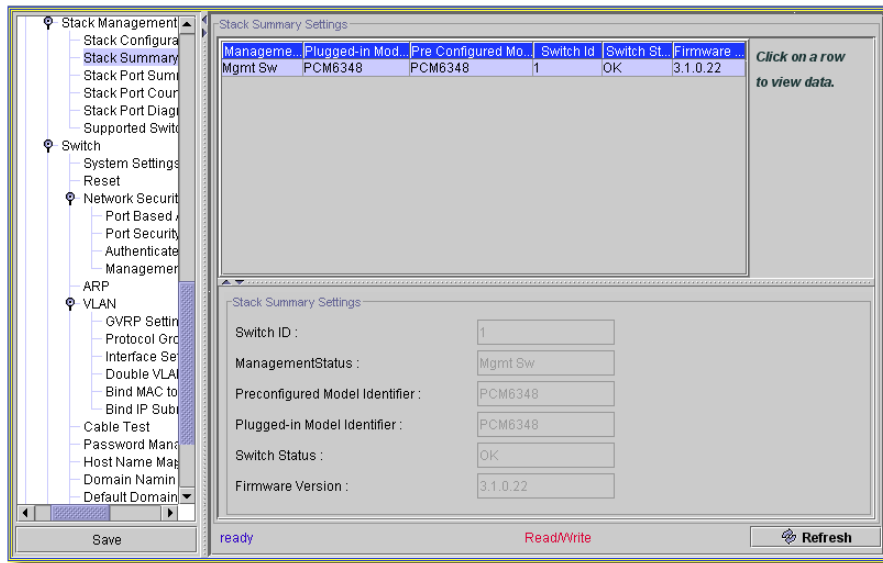 Stack Management
Stack Configura
Stack Summary
Stack Port Sum
Stack Port Cour
Stack Port Diag
Supported Switc
Switch
System Settings
Reset
Network Securit
Port Based
Port Security
Authenticate
Managemer
ARP
VLAN
GVRP Settin
Protocol Gro
Interface Se
Double VLA
Bind MAC to
Bind IP Sub
Cable Test
Password Mana
Host Name Map
Domain Namin
Default Domain
Save
Stack Summary Settings
Manageme... Plugged-in Mod... Pre Configured Mo... Switch Id Switch St... Firmware ...
Mgmt Sw PCM6348 PCM6348 1 OK 3.1.0.22
Click on a row
to view data.
Stack Summary Settings
Switch ID : 1
ManagementStatus : Mgmt Sw
Preconfigured Model Identifier : PCM6348
Plugged-in Model Identifier : PCM6348
Switch Status : OK
Firmware Version : 3.1.0.22
ready Read/Write Refresh